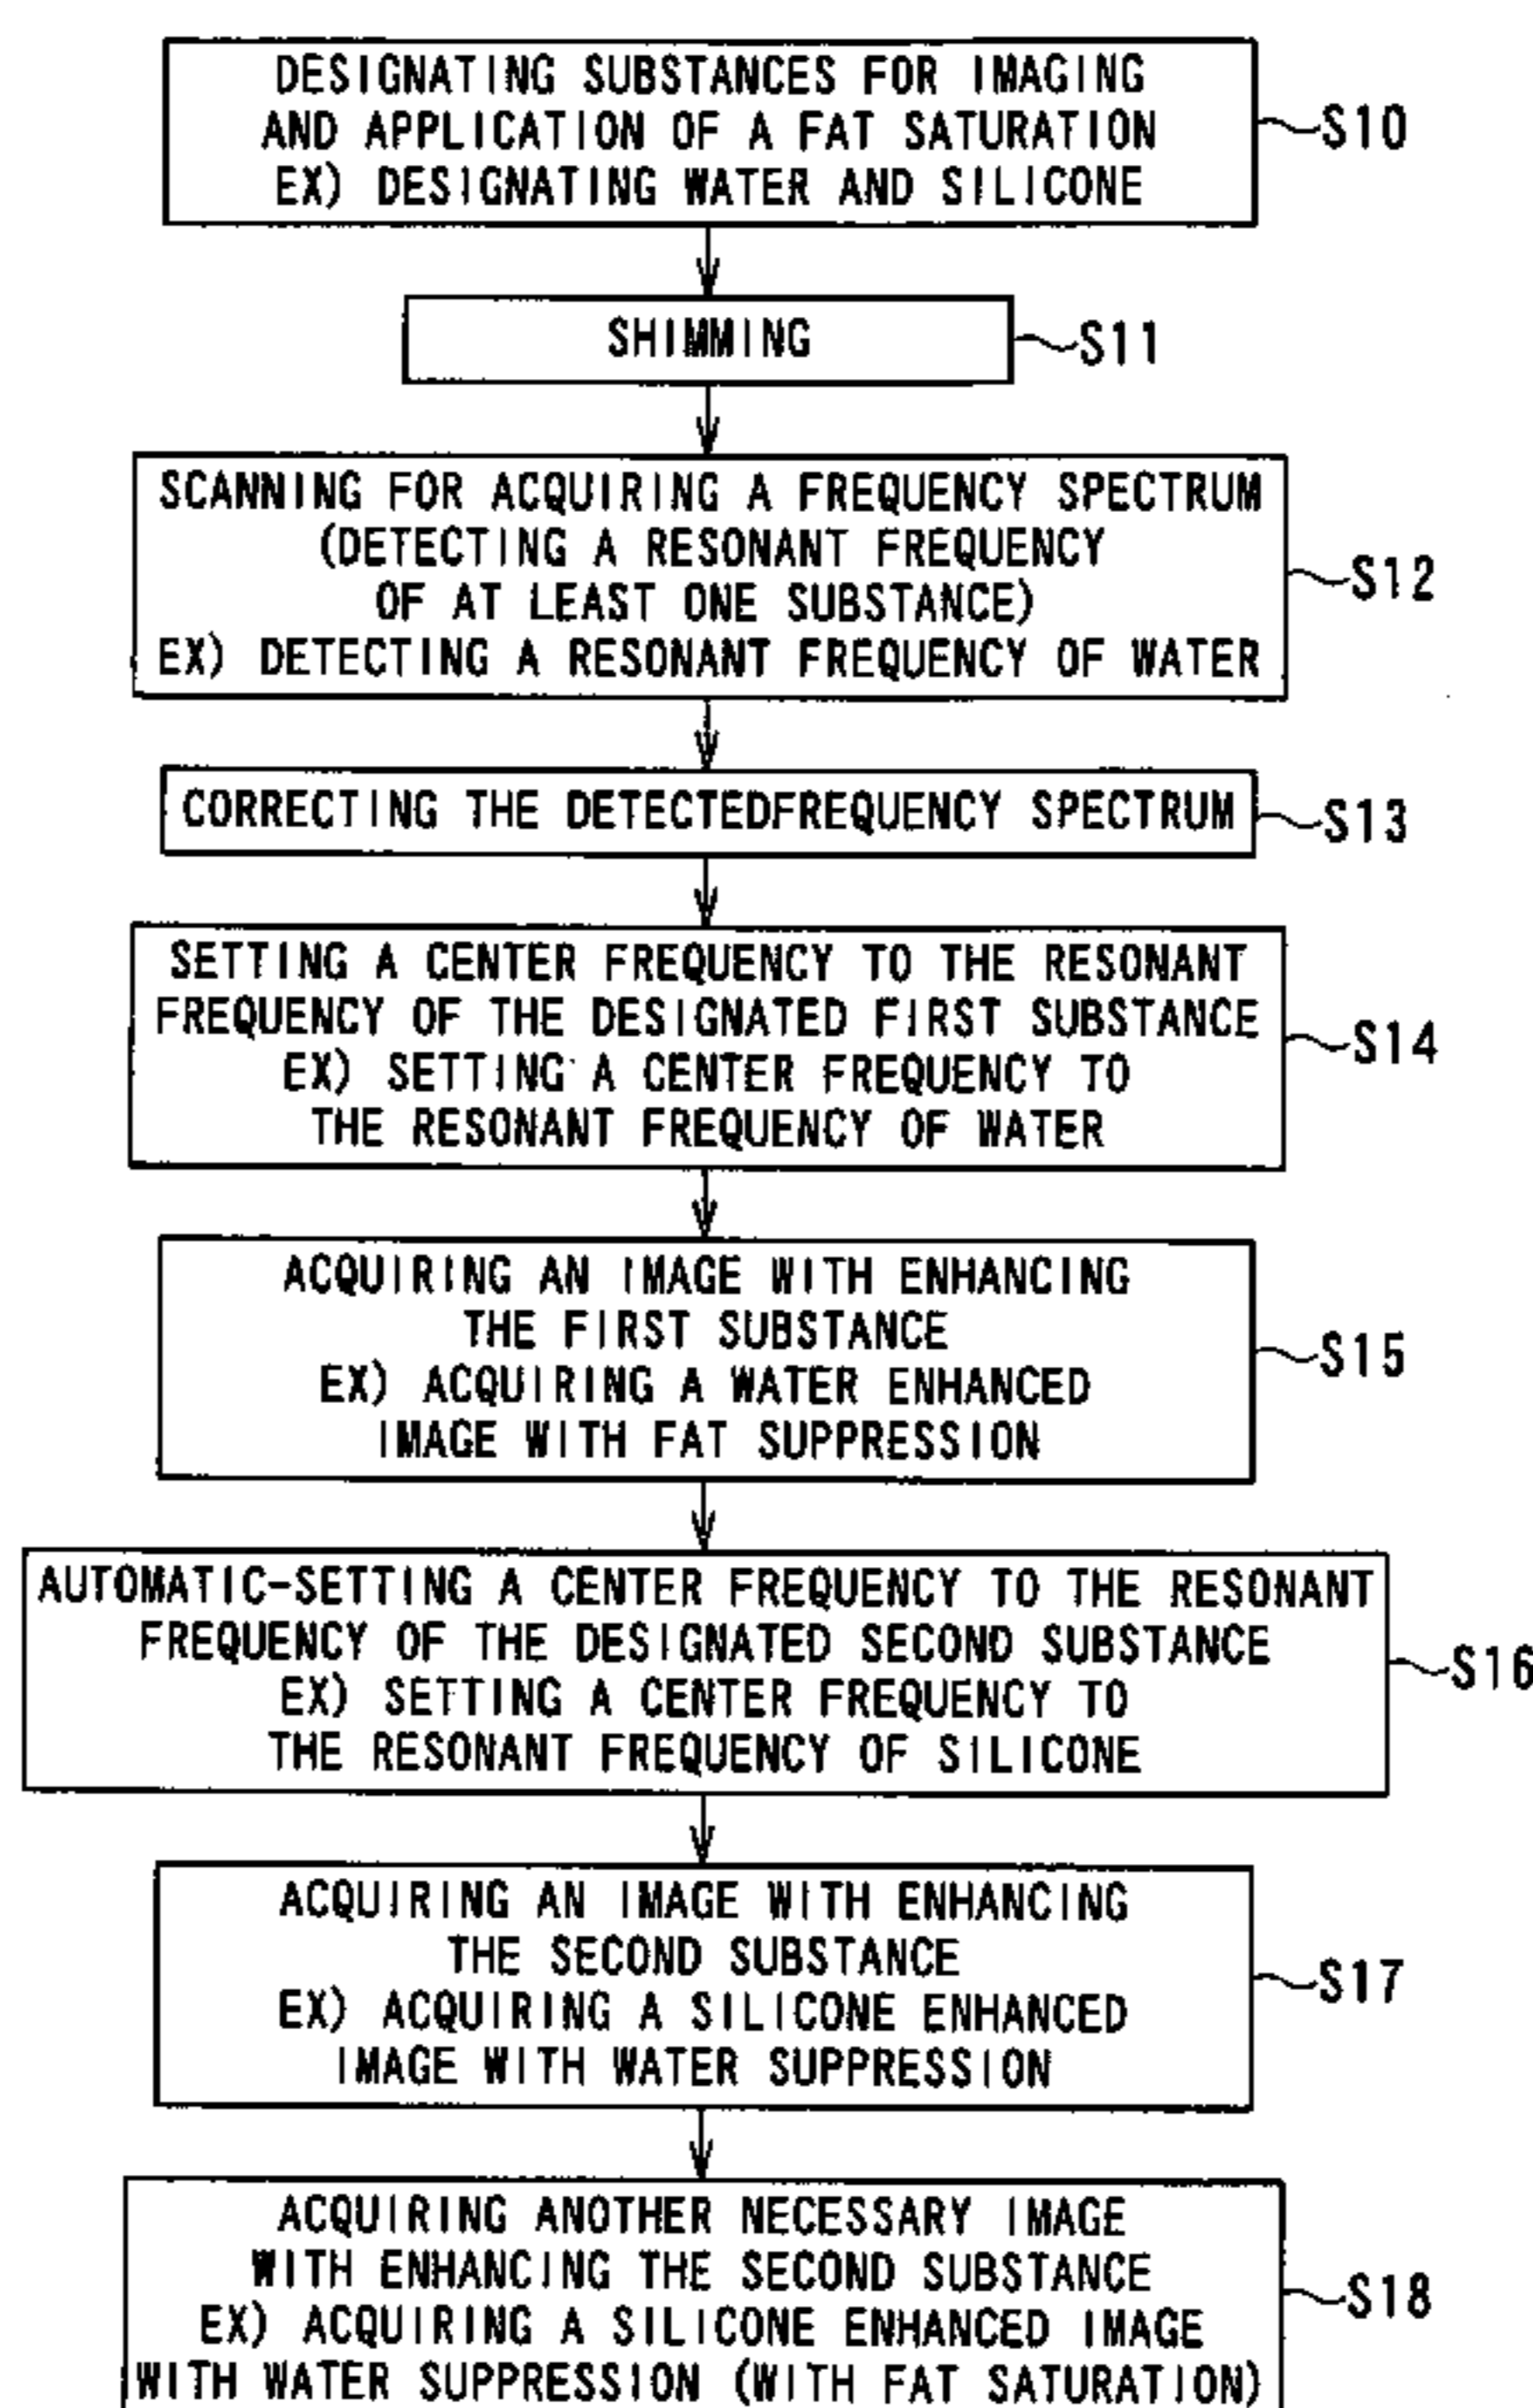 DESIGNATING SUBSTANCES FOR IMAGING
AND APPLICATION OF A FAT SATURATION
EX) DESIGNATING WATER AND SILICONE
S10
SHIMMING
S11
SCANNING FOR ACQUIRING A FREQUENCY SPECTRUM
(DETECTING A RESONANT FREQUENCY
OF AT LEAST ONE SUBSTANCE)
EX) DETECTING A RESONANT FREQUENCY OF WATER
S12
CORRECTING THE DETECTEDFREQUENCY SPECTRUM
S13
SETTING A CENTER FREQUENCY TO THE RESONANT
FREQUENCY OF THE DESIGNATED FIRST SUBSTANCE
EX) SETTING A CENTER FREQUENCY TO
THE RESONANT FREQUENCY OF WATER
S14
ACQUIRING AN IMAGE WITH ENHANCING
THE FIRST SUBSTANCE
EX) ACQUIRING A WATER ENHANCED
IMAGE WITH FAT SUPPRESSION
S15
AUTOMATIC-SETTING A CENTER FREQUENCY TO THE RESONANT
FREQUENCY OF THE DESIGNATED SECOND SUBSTANCE
EX) SETTING A CENTER FREQUENCY TO
THE RESONANT FREQUENCY OF SILICONE
S16
ACQUIRING AN IMAGE WITH ENHANCING
THE SECOND SUBSTANCE
EX) ACQUIRING A SILICONE ENHANCED
IMAGE WITH WATER SUPPRESSION
S17
ACQUIRING ANOTHER NECESSARY IMAGE
WITH ENHANCING THE SECOND SUBSTANCE
EX) ACQUIRING A SILICONE ENHANCED IMAGE
WITH WATER SUPPRESSION (WITH FAT SATURATION)
S18